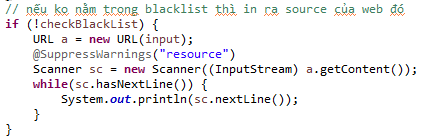 // nếu ko nằm trong blacklist thì in ra source của web đó
if (!checkBlackList) {
URL a = new URL(input);
@SuppressWarnings("resource")
Scanner sc = new Scanner((InputStream) a.getContent());
while(sc.hasNextLine()) {
System.out.println(sc.nextLine());
}
}